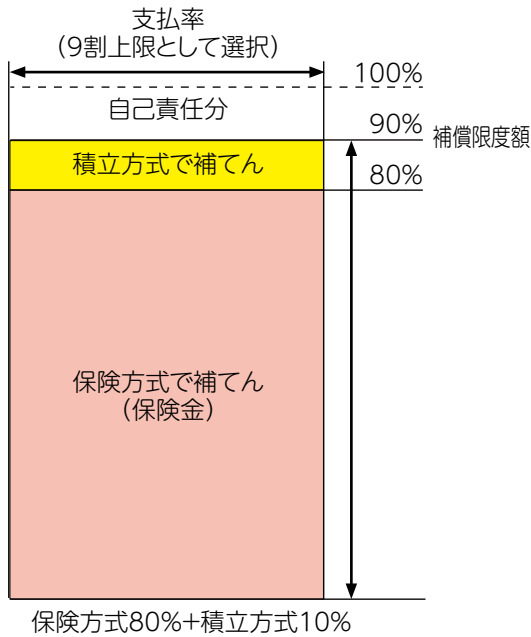 支払率
（9割上限として選択）
100%
自己責任分
90%
補償限度額
積立方式で補てん
80%
保険方式で補てん
（保険金）
保険方式80%＋積立方式10%